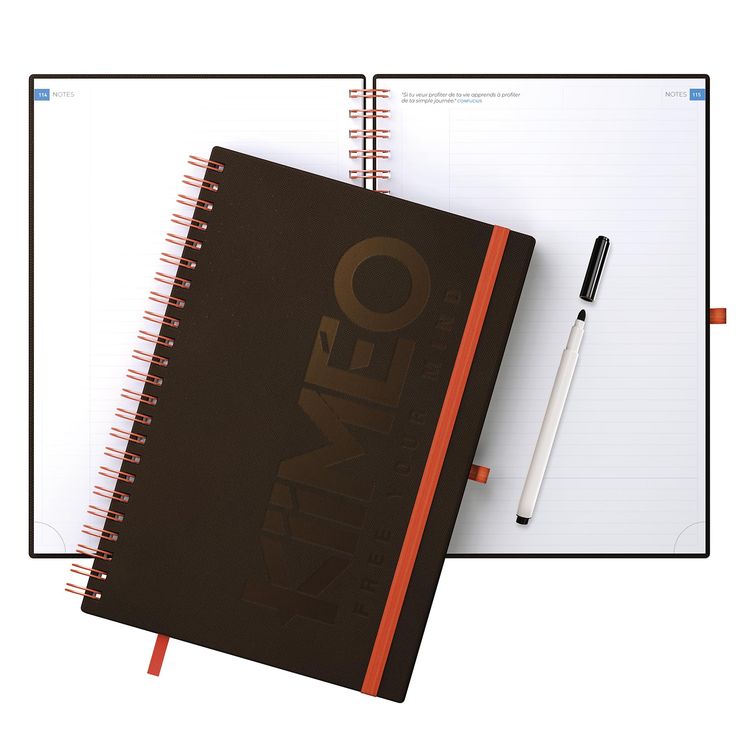 114 NOTES
"Si tu veux profiter de ta vie apprends à profiter
de ta simple journée." CONFUCIUS
NOTES 115
KIIMÉO
FREE YOUR MIND